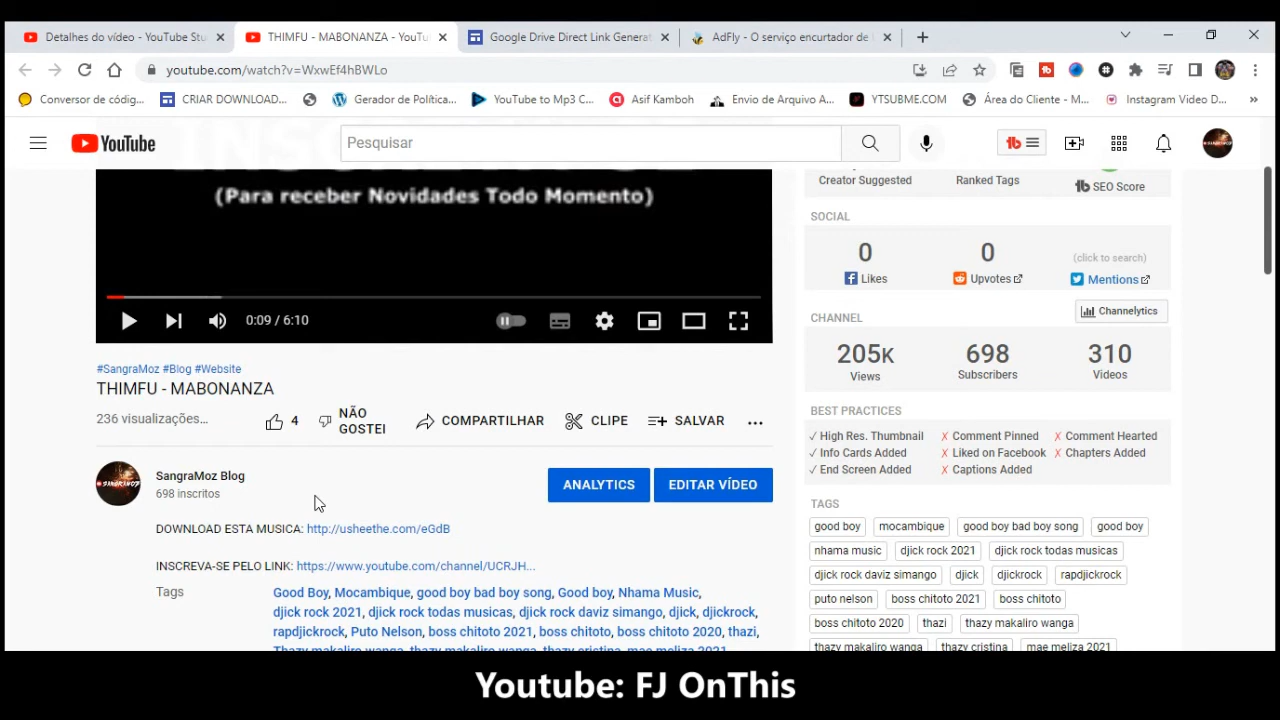 Detalhes do vídeo - YouTube Stu
THIMFU - MABONANZA - YouTu
Google Drive Direct Link Generat
AdFly - O serviço encurtador de
youtube.com/watch?v=WxwEf4hBWLo
Conversor de códig...
CRIAR DOWNLOAD...
Gerador de Política...
YouTube to Mp3 C...
Asif Kamboh
Envio de Arquivo A...
YTSUBME.COM
Área do Cliente - M...
Instagram Video D...
YouTube
Pesquisar
(Para receber Novidades Todo Momento)
0:09 / 6:10
#SangraMoz #Blog #Website
THIMFU - MABONANZA
236 visualizações...
4
NÃO GOSTEI
COMPARTILHAR
CLIPE
SALVAR
SangraMoz Blog
698 inscritos
ANALYTICS
EDITAR VÍDEO
DOWNLOAD ESTA MUSICA: http://usheethe.com/eGdB
INSCREVA-SE PELO LINK: https://www.youtube.com/channel/UCRJH...
Tags
Good Boy, Mocambique, good boy bad boy song, Good boy, Nhama Music,
djick rock 2021, djick rock todas musicas, djick rock daviz simango, djick, djickrock,
rapdjickrock, Puto Nelson, boss chitoto 2021, boss chitoto, boss chitoto 2020, thazi,
Thazy makaliro wanga, thazy makaliro wanga, thazy cristina, mae meliza 2021
Creator Suggested
Ranked Tags
SEO Score
SOCIAL
0
Likes
0
Upvotes
(click to search)
Mentions
CHANNEL
Channelytics
205K
Views
698
Subscribers
310
Videos
BEST PRACTICES
High Res. Thumbnail
Comment Pinned
Comment Hearted
Info Cards Added
Liked on Facebook
Chapters Added
End Screen Added
Captions Added
TAGS
good boy
mocambique
good boy bad boy song
good boy
nhama music
djick rock 2021
djick rock todas musicas
djick rock daviz simango
djick
djickrock
rapdjickrock
puto nelson
boss chitoto 2021
boss chitoto
boss chitoto 2020
thazi
thazy makaliro wanga
thazy makaliro wanga
thazy cristina
mae meliza 2021
Youtube: FJ OnThis